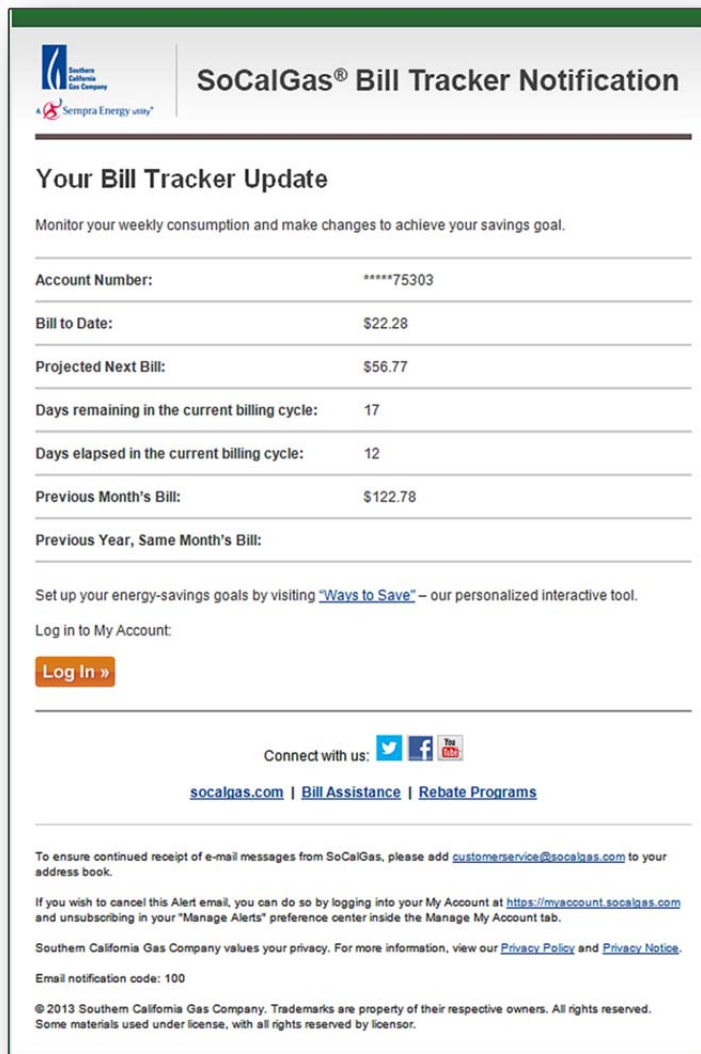 Southern
California
Gas Company
A Sempra Energy utility®
SoCalGas® Bill Tracker Notification
Your Bill Tracker Update
Monitor your weekly consumption and make changes to achieve your savings goal.
Account Number: *****75303
Bill to Date: $22.28
Projected Next Bill: $56.77
Days remaining in the current billing cycle: 17
Days elapsed in the current billing cycle: 12
Previous Month's Bill: $122.78
Previous Year, Same Month's Bill:
Set up your energy-savings goals by visiting "Ways to Save" – our personalized interactive tool.
Log in to My Account:
Log In »
Connect with us: You Tube
socalgas.com | Bill Assistance | Rebate Programs
To ensure continued receipt of e-mail messages from SoCalGas, please add customerservice@socalgas.com to your
address book.
If you wish to cancel this Alert email, you can do so by logging into your My Account at https://myaccount.socalgas.com
and unsubscribing in your "Manage Alerts" preference center inside the Manage My Account tab.
Southern California Gas Company values your privacy. For more information, view our Privacy Policy and Privacy Notice.
Email notification code: 100
© 2013 Southern California Gas Company. Trademarks are property of their respective owners. All rights reserved.
Some materials used under license, with all rights reserved by licensor.